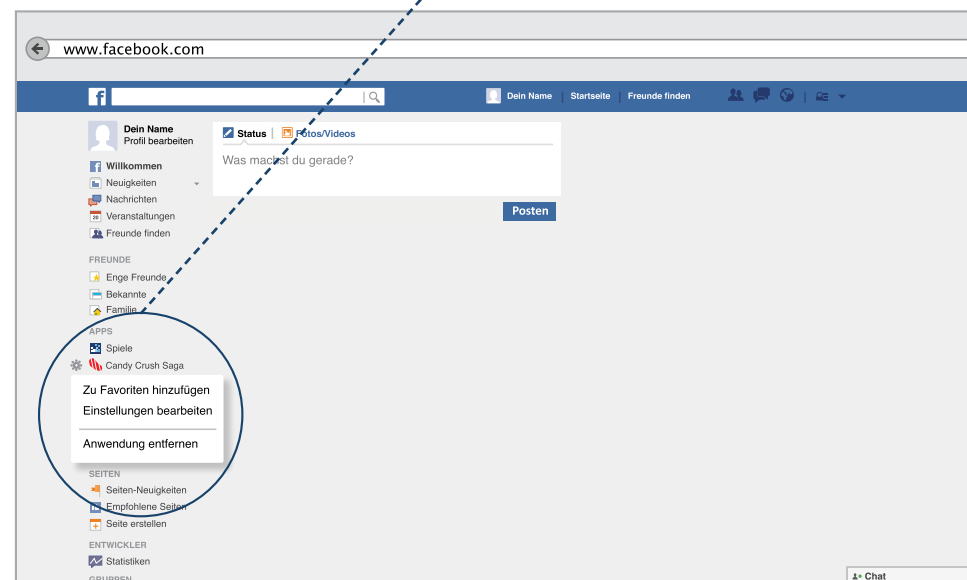 www.facebook.com
f
Dein Name | Startseite | Freunde finden
Dein Name
Profil bearbeiten
Status | Fotos/Videos
Was machst du gerade?
Posten
Willkommen
Neuigkeiten
Nachrichten
Veranstaltungen
Freunde finden
FREUNDE
Enge Freunde
Bekannte
Familie
APPS
Spiele
Candy Crush Saga
Zu Favoriten hinzufügen
Einstellungen bearbeiten
Anwendung entfernen
SEITEN
Seiten-Neuigkeiten
Empfohlene Seiten
Seite erstellen
ENTWICKLER
Statistiken
GRUPPEN
Chat